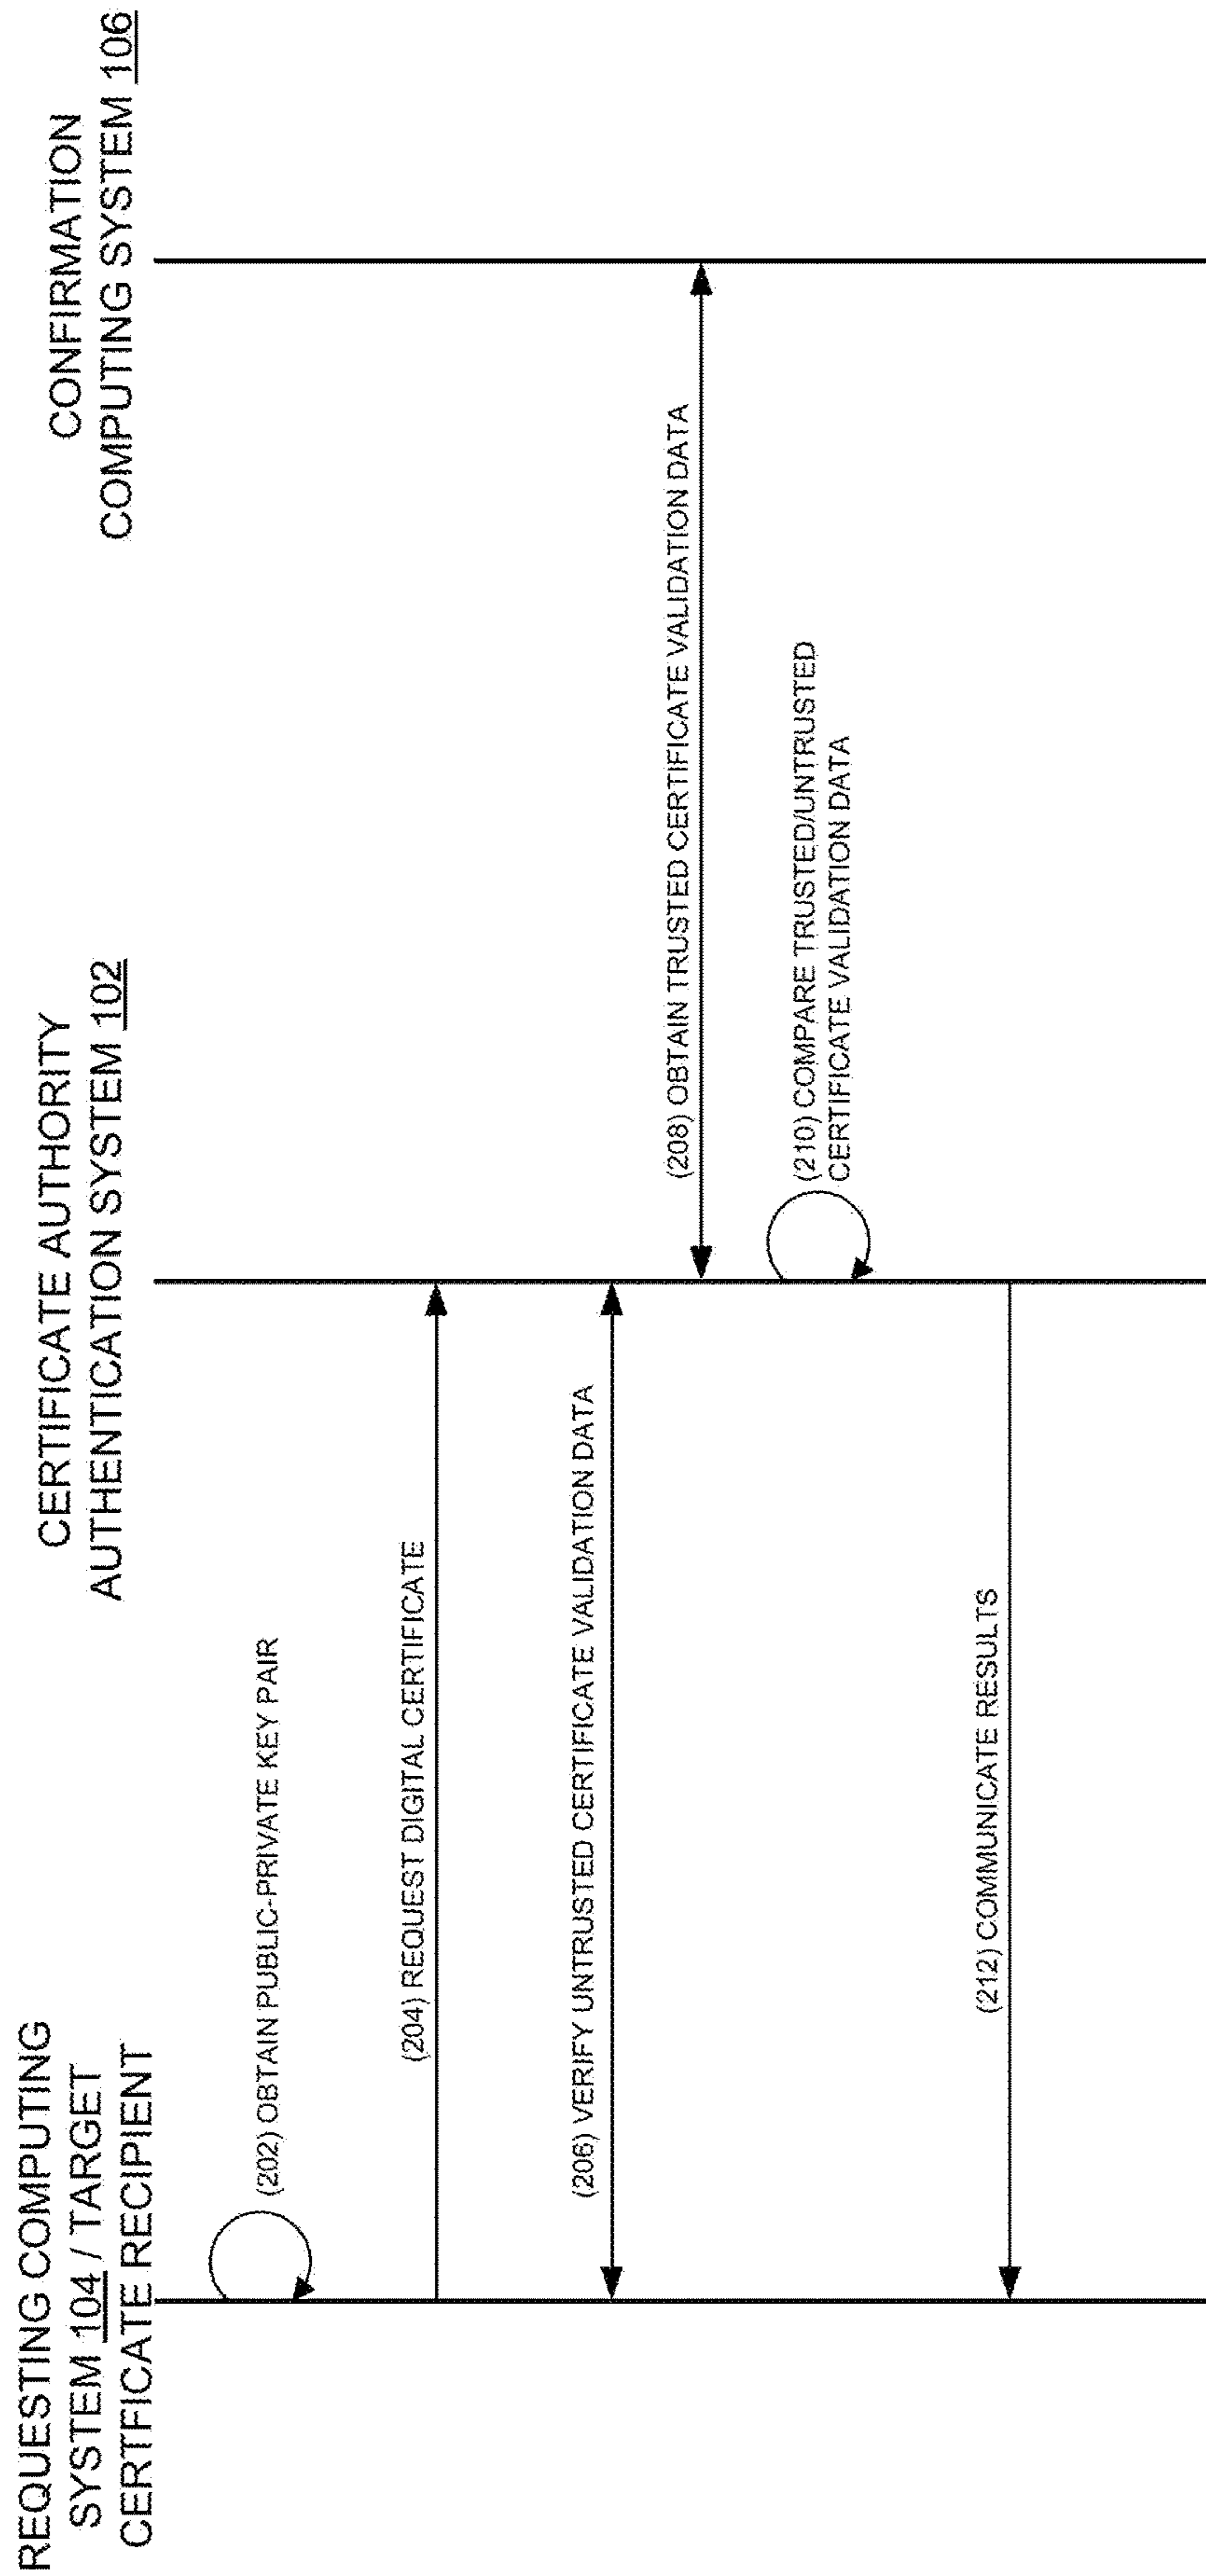 REQUESTING COMPUTING
SYSTEM 104 / TARGET
CERTFICATE RECIPIENT
CERTIFICATE AUTHORITY
AUTHENTICATION SYSTEM 102
CONFIRMATION
COMPUTING SYSTEM 106
(202) OBTAIN PUBLIC-PRIVATE KEY PAIR
(204) REQUEST DIGITAL CERTIFICATE
(206) VERIFY UNTRUSTED CERTIFICATE VALIDATION DATA
(208) OBTAIN TRUSTED CERTIFICATE VALIDATION DATA
(210) COMPARE TRUSTED/UNTRUSTED
CERTIFICATE VALIDATION DATA
(212) COMMUNICATE RESULTS